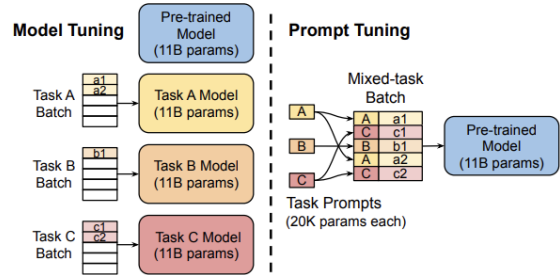 Model Tuning
Pre-trained
Model
(11B params)
a1
a2
Task A
Batch
Task A Model
(11B params)
b1
Task B
Batch
Task B Model
(11B params)
c1
c2
Task C
Batch
Task C Model
(11B params)
Prompt Tuning
Mixed-task
Batch
A
B
C
A a1
C c1
B b1
A a2
C c2
Pre-trained
Model
(11B params)
Task Prompts
(20K params each)